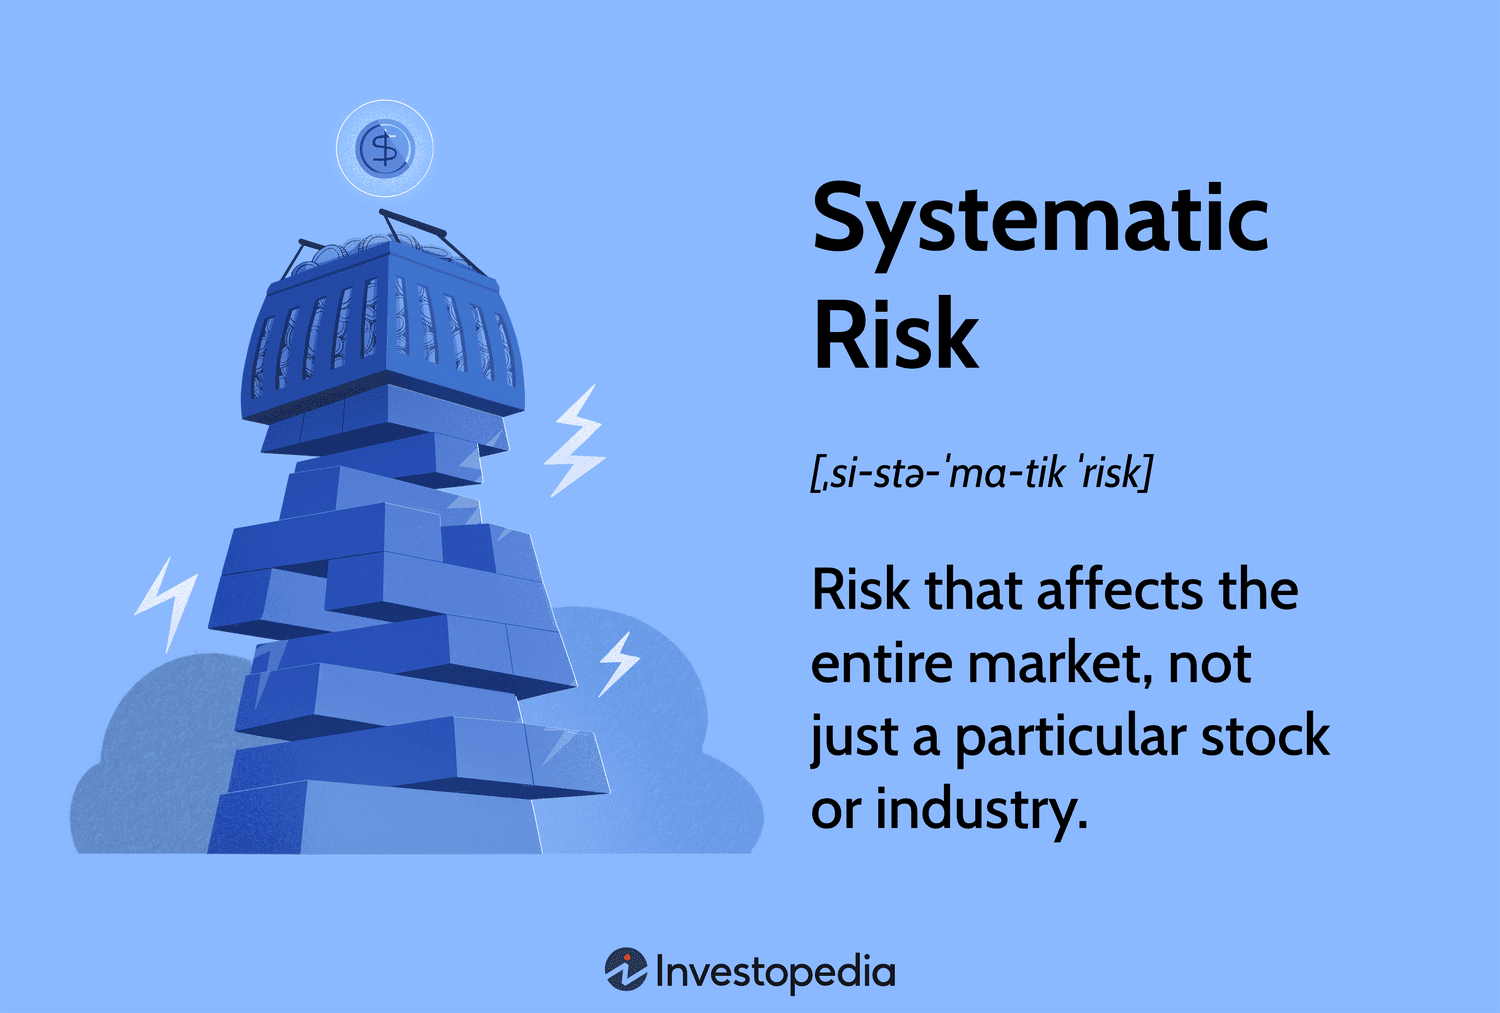 $
Systematic
Risk
[ˌsi-stə-ˈma-tik ˈrisk]
Risk that affects the
entire market, not
just a particular stock
or industry.
Investopedia